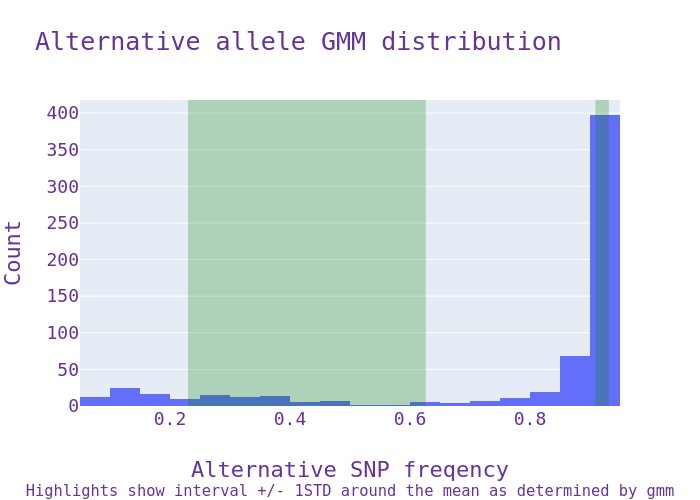 Alternative allele GMM distribution
400
350
300
250
200
150
100
50
0
Count
0.2 0.4 0.6 0.8
Alternative SNP freqency
Highlights show interval +/- 1STD around the mean as determined by gmm